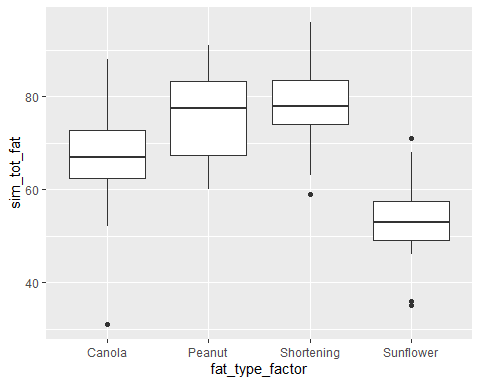 sim_tot_fat
80
60
40
Canola
Peanut
Shortening
Sunflower
fat_type_factor